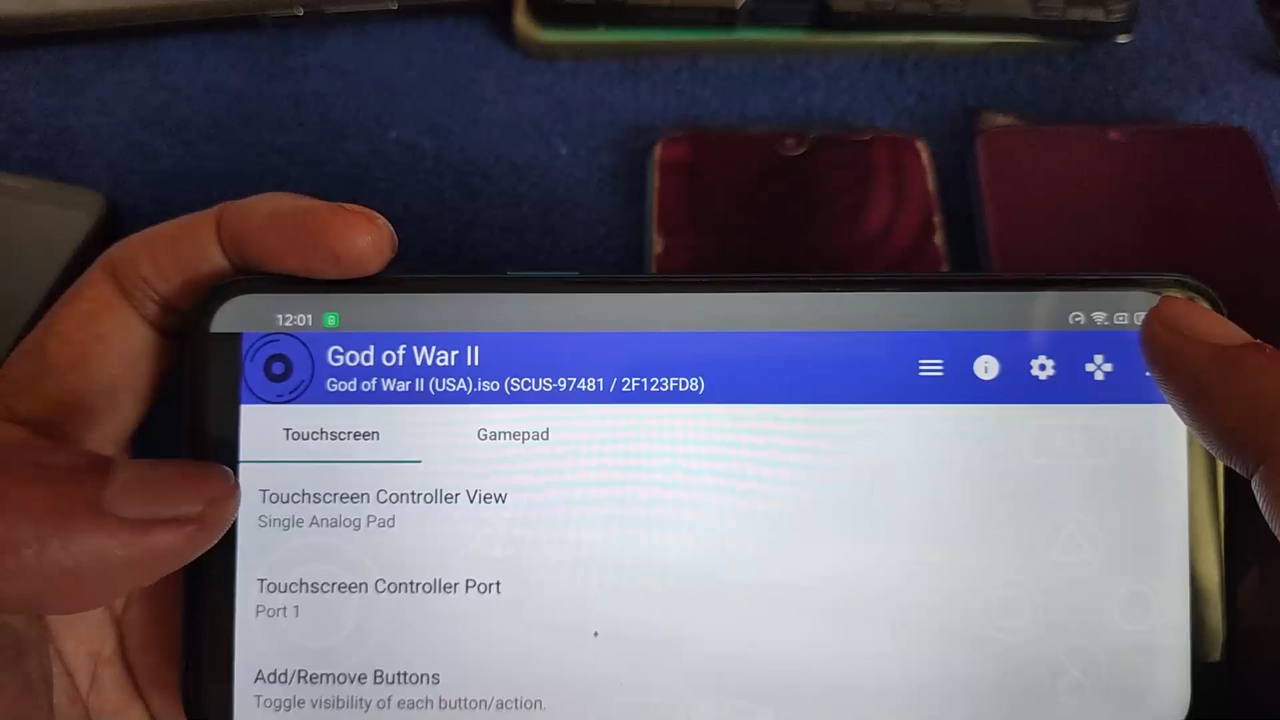 12:01
God of War II
God of War II (USA).iso (SCUS-97481 / 2F123FD8)
Touchscreen
Gamepad
Touchscreen Controller View
Single Analog Pad
Touchscreen Controller Port
Port 1
Add/Remove Buttons
Toggle visibility of each button/action.